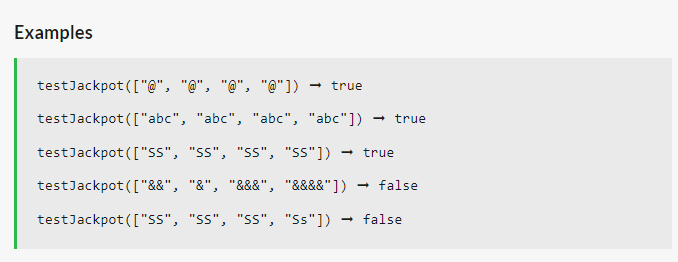 Examples
testJackpot(["@", "@", "@", "@"]) ➞ true
testJackpot(["abc", "abc", "abc", "abc"]) ➞ true
testJackpot(["SS", "SS", "SS", "SS"]) ➞ true
testJackpot(["&&", "&", "&&&", "&&&&"]) ➞ false
testJackpot(["SS", "SS", "SS", "Ss"]) ➞ false